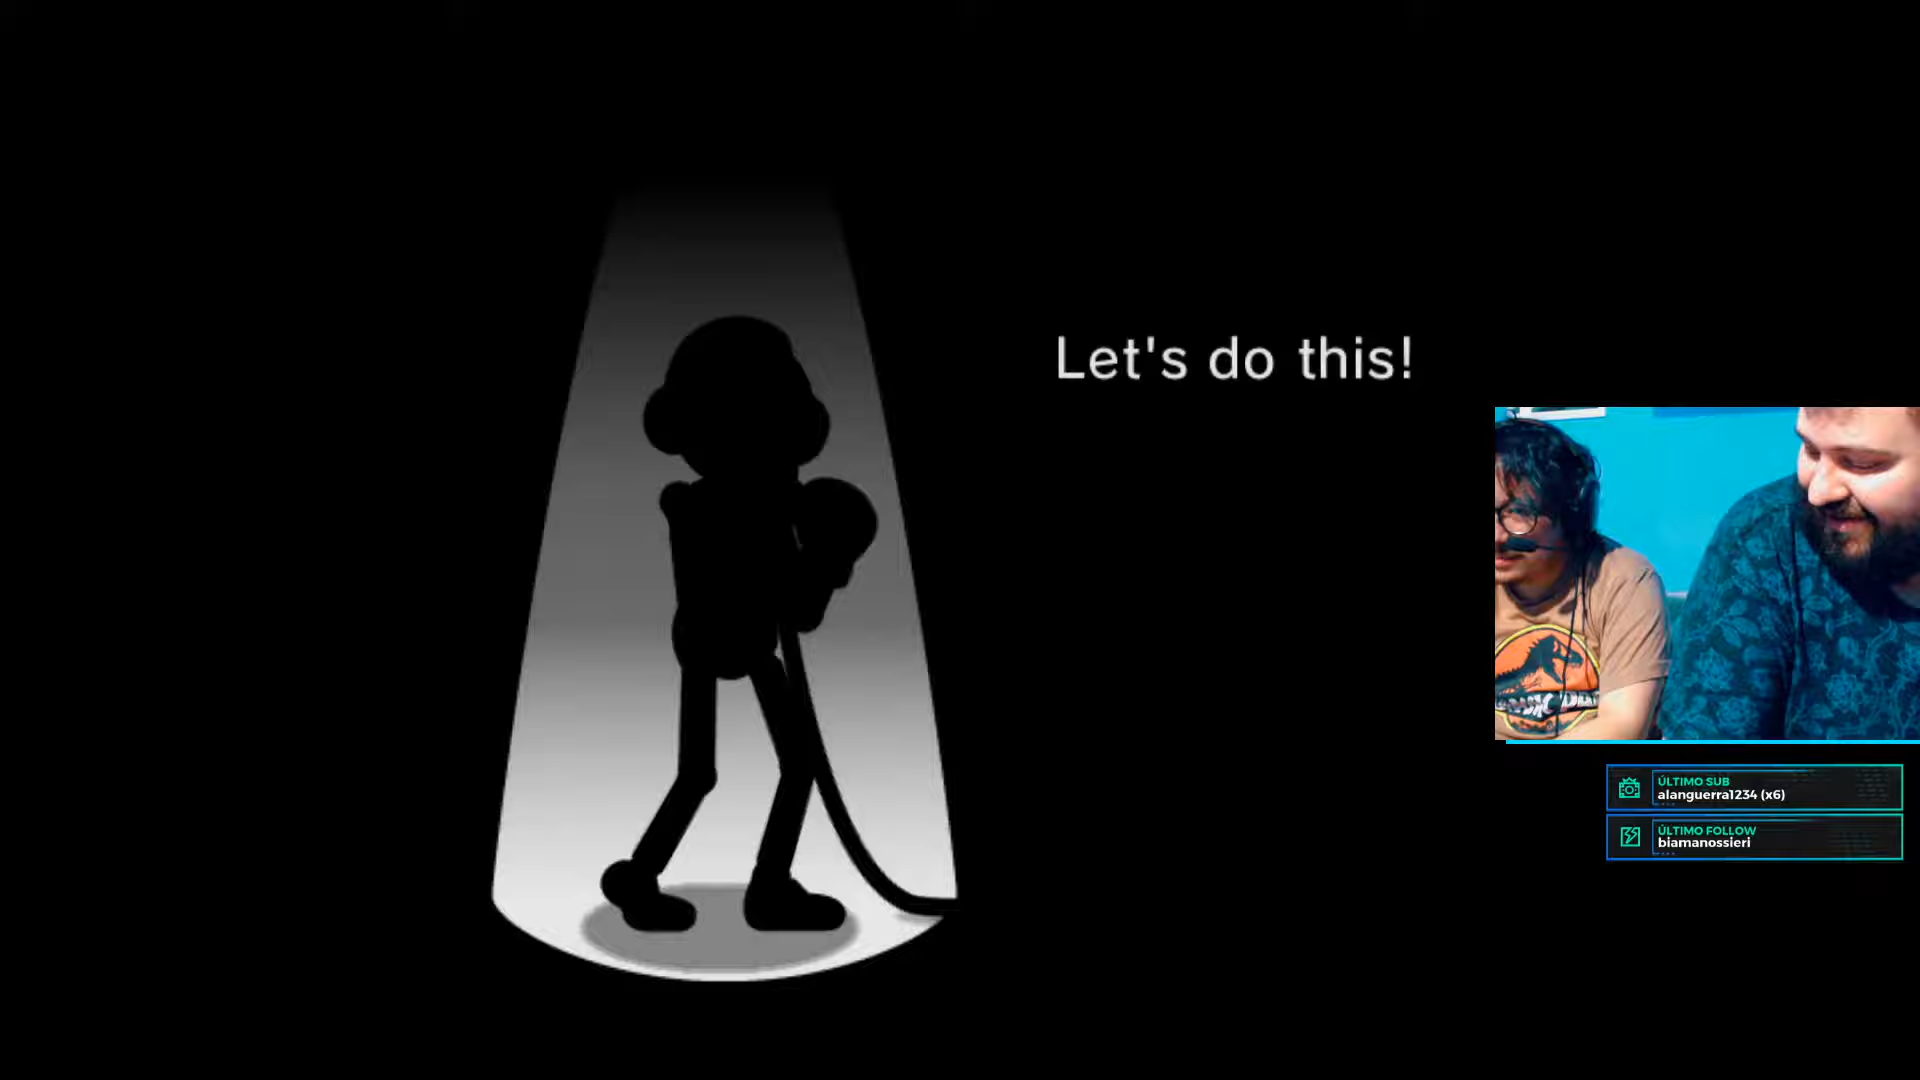 Let's do this!
ÚLTIMO SUB
alanguerra1234 (x6)
ÚLTIMO FOLLOW
biamanossieri